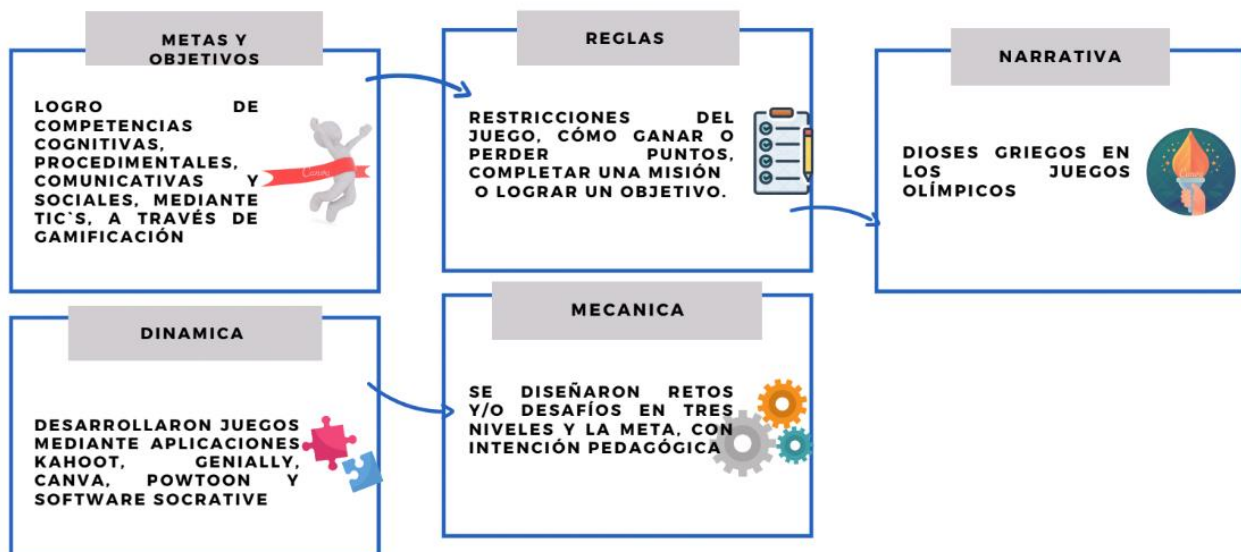 METAS Y
OBJETIVOS
LOGRO DE
COMPETENCIAS
COGNITIVAS,
PROCEDIMENTALES,
COMUNICATIVAS Y
SOCIALES, MEDIANTE
TIC`S, A TRAVÉS DE
GAMIFICACIÓN
REGLAS
RESTRICCIONES DEL
JUEGO, CÓMO GANAR O
PERDER PUNTOS,
COMPLETAR UNA MISIÓN
O LOGRAR UN OBJETIVO.
NARRATIVA
DIOSES GRIEGOS EN
LOS JUEGOS
OLÍMPICOS
DINAMICA
DESARROLLARON JUEGOS
MEDIANTE APLICACIONES
KAHOOT, GENIALLY,
CANVA, POWTOON Y
SOFTWARE SOCRATIVE
MECANICA
SE DISEÑARON RETOS
Y/O DESAFÍOS EN TRES
NIVELES Y LA META, CON
INTENCIÓN PEDAGÓGICA